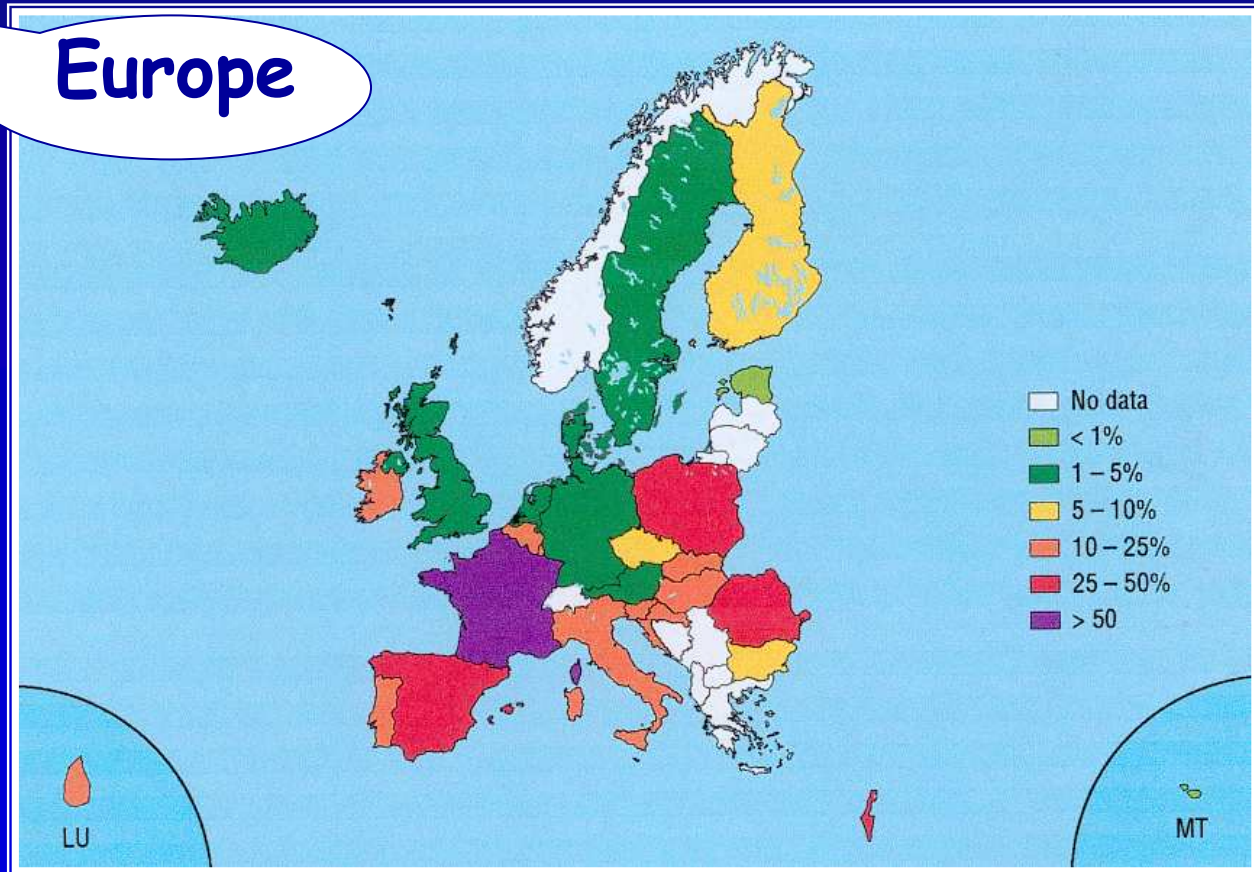 Europe
No data
< 1%
1 – 5%
5 – 10%
10 – 25%
25 – 50%
> 50
LU
MT